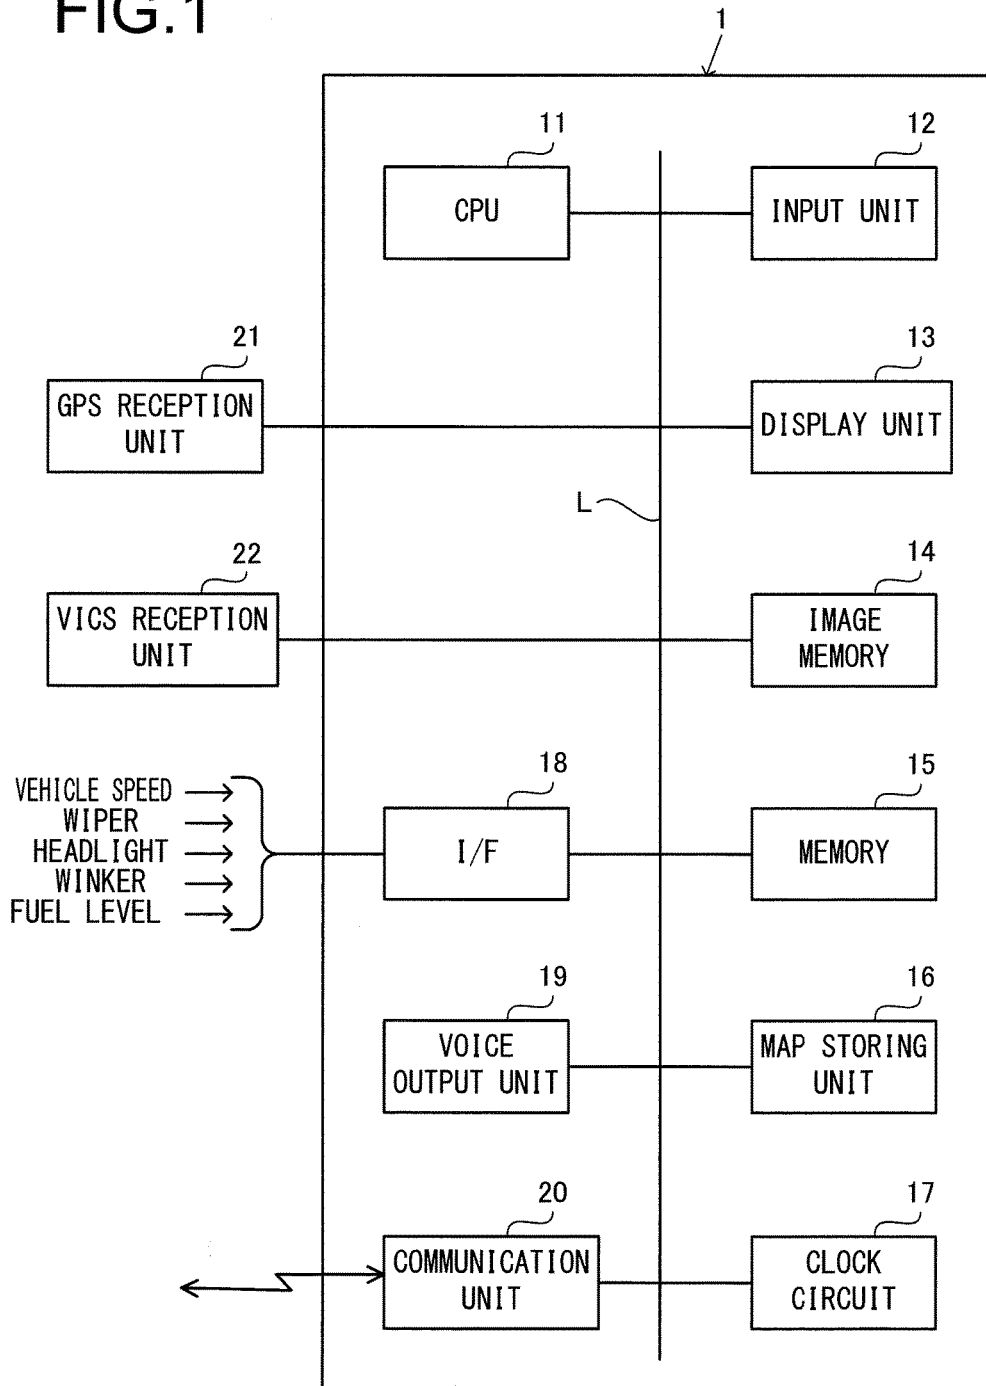 FIG.1
1
11
12
CPU
INPUT UNIT
21
13
GPS RECEPTION
UNIT
DISPLAY UNIT
L
22
14
VICS RECEPTION
UNIT
IMAGE
MEMORY
18
15
VEHICLE SPEED
WIPER
HEADLIGHT
WINKER
FUEL LEVEL
I/F
MEMORY
19
16
VOICE
OUTPUT UNIT
MAP STORING
UNIT
20
17
COMMUNICATION
UNIT
CLOCK
CIRCUIT